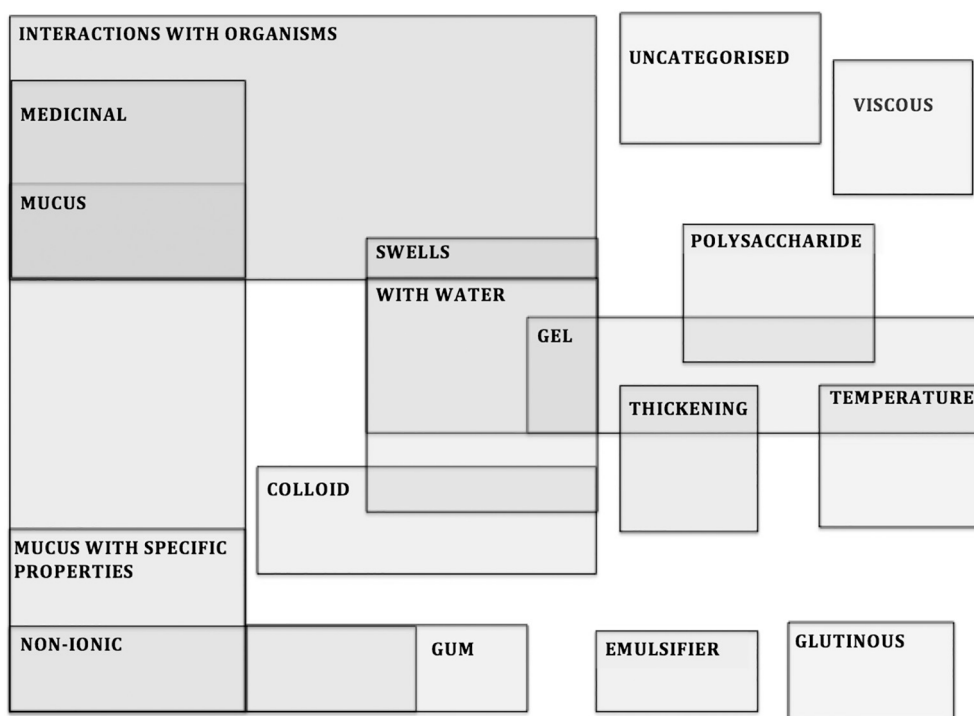 INTERACTIONS WITH ORGANISMS
UNCATEGORISED
MEDICINAL
VISCOUS
MUCUS
SWELLS
POLYSACCHARIDE
WITH WATER
GEL
THICKENING
TEMPERATURE
COLLOID
MUCUS WITH SPECIFIC
PROPERTIES
NON-IONIC
GUM
EMULSIFIER
GLUTINOUS